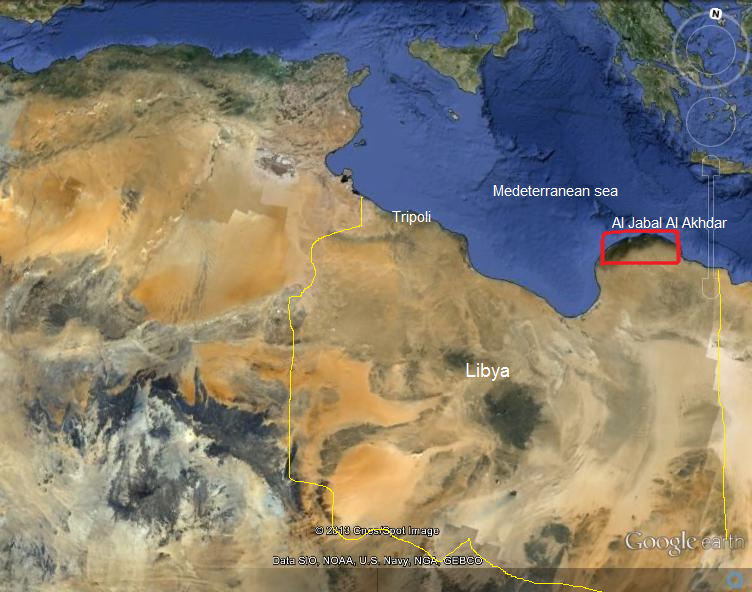 N
Medeterranean sea
Tripoli
Al Jabal Al Akhdar
Libya
© 2013 Cnes/Spot Image
Data SIO, NOAA, U.S. Navy, NGA, GEBCO
Google earth